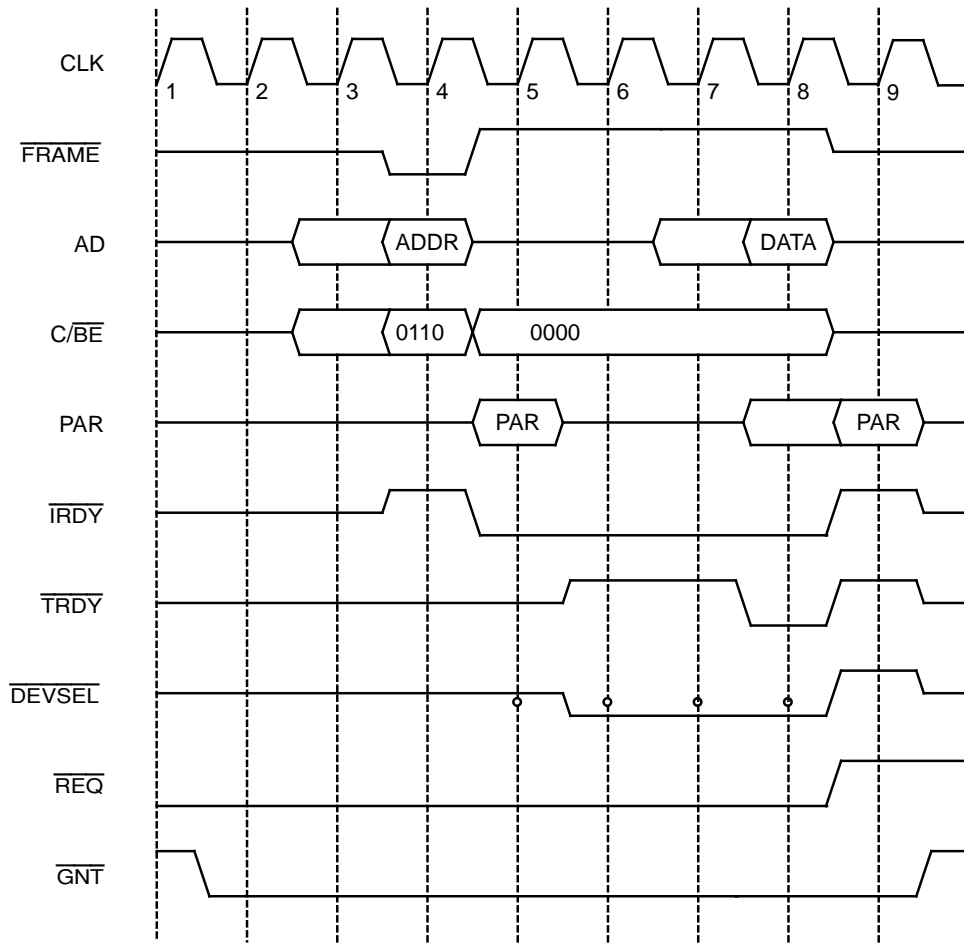 CLK
1 2 3 4 5 6 7 8 9
FRAME
AD ADDR DATA
C/BE 0110 0000
PAR PAR PAR
IRDY
TRDY
DEVSEL
REQ
GNT